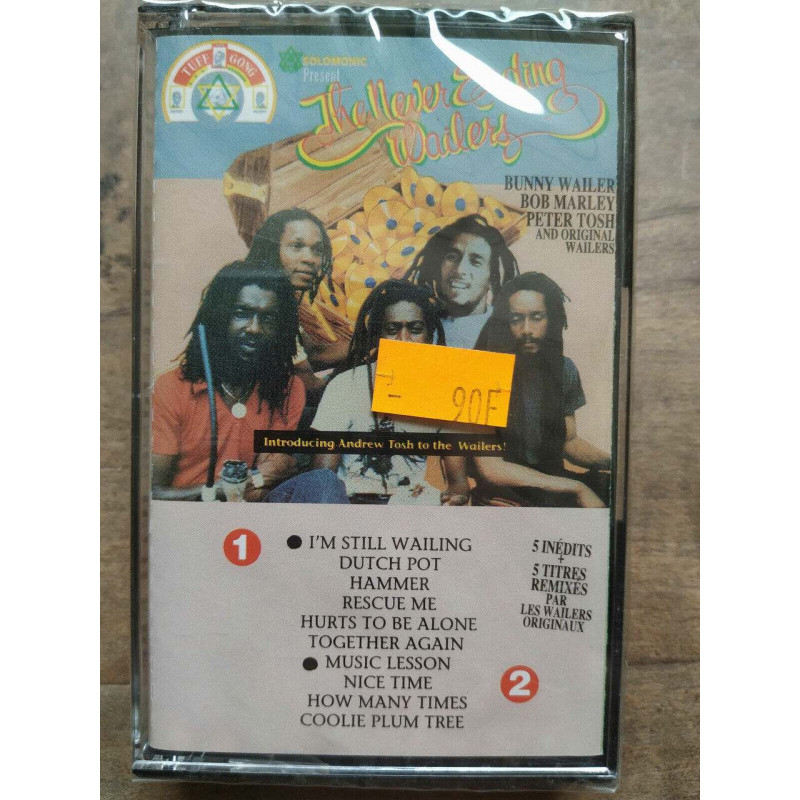 TUFF GONG
SOLOMONIC
Present
The Never Ending
Wailers
BUNNY WAILER
BOB MARLEY
PETER TOSH
AND ORIGINAL
WAILERS
90F
Introducing Andrew Tosh to the Wailers!
1
● I'M STILL WAILING
DUTCH POT
HAMMER
RESCUE ME
HURTS TO BE ALONE
TOGETHER AGAIN
● MUSIC LESSON
NICE TIME
HOW MANY TIMES
COOLIE PLUM TREE
2
5 INÉDITS
+
5 TITRES
REMIXÉS
PAR
LES WAILERS
ORIGINAUX